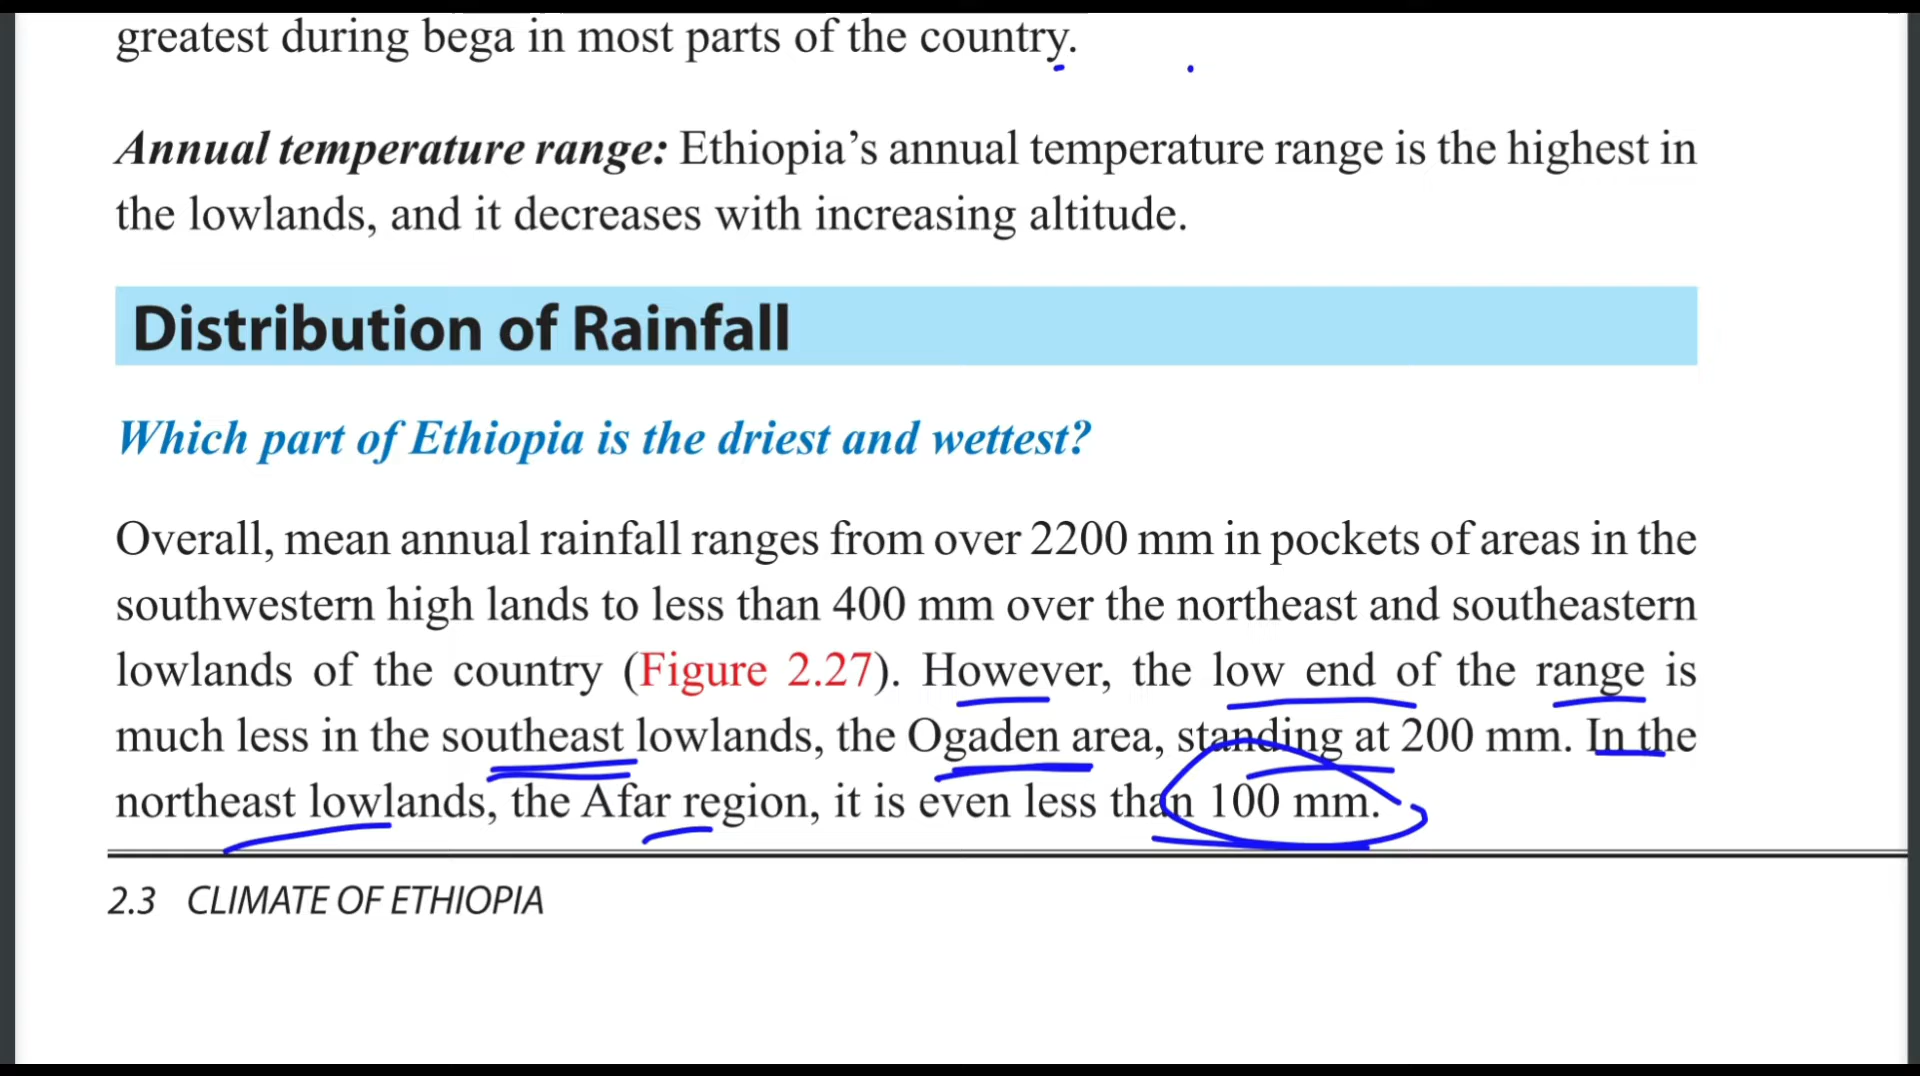 greatest during bega in most parts of the country.
Annual temperature range: Ethiopia’s annual temperature range is the highest in
the lowlands, and it decreases with increasing altitude.
Distribution of Rainfall
Which part of Ethiopia is the driest and wettest?
Overall, mean annual rainfall ranges from over 2200 mm in pockets of areas in the
southwestern high lands to less than 400 mm over the northeast and southeastern
lowlands of the country (Figure 2.27). However, the low end of the range is
much less in the southeast lowlands, the Ogaden area, standing at 200 mm. In the
northeast lowlands, the Afar region, it is even less than 100 mm.
2.3 CLIMATE OF ETHIOPIA